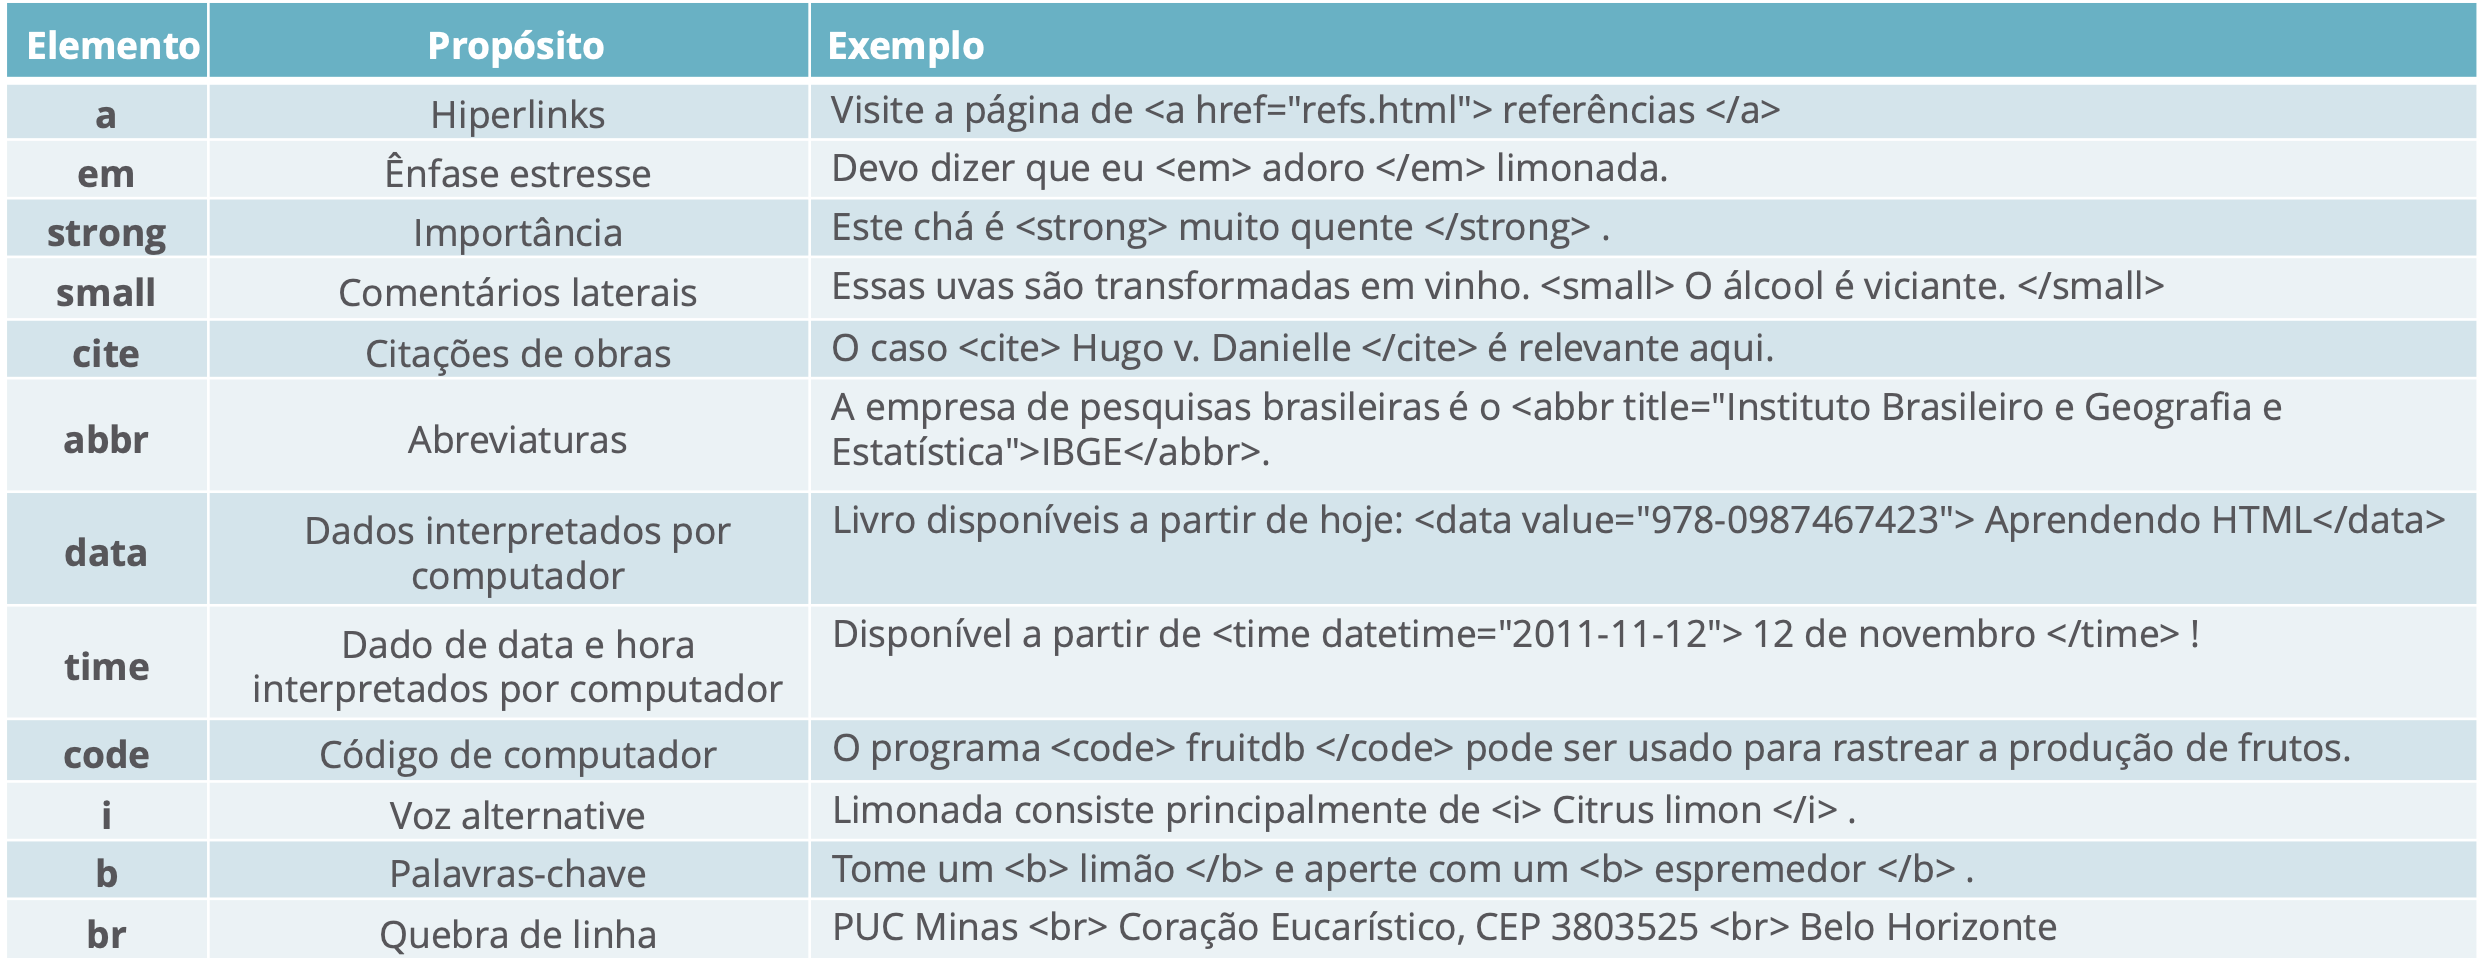 Elemento Propósito Exemplo
a Hiperlinks Visite a página de <a href="refs.html"> referências </a>
em Ênfase estresse Devo dizer que eu <em> adoro </em> limonada.
strong Importância Este chá é <strong> muito quente </strong> .
small Comentários laterais Essas uvas são transformadas em vinho. <small> O álcool é viciante. </small>
cite Citações de obras O caso <cite> Hugo v. Danielle </cite> é relevante aqui.
abbr Abreviaturas A empresa de pesquisas brasileiras é o <abbr title="Instituto Brasileiro e Geografia e
Estatística">IBGE</abbr>.
data Dados interpretados por
computador
Livro disponíveis a partir de hoje: <data value="978-0987467423"> Aprendendo HTML</data>
time Dado de data e hora
interpretados por computador
Disponível a partir de <time datetime="2011-11-12"> 12 de novembro </time> !
code Código de computador O programa <code> fruitdb </code> pode ser usado para rastrear a produção de frutos.
i Voz alternative Limonada consiste principalmente de <i> Citrus limon </i> .
b Palavras-chave Tome um <b> limão </b> e aperte com um <b> espremedor </b> .
br Quebra de linha PUC Minas <br> Coração Eucarístico, CEP 3803525 <br> Belo Horizonte